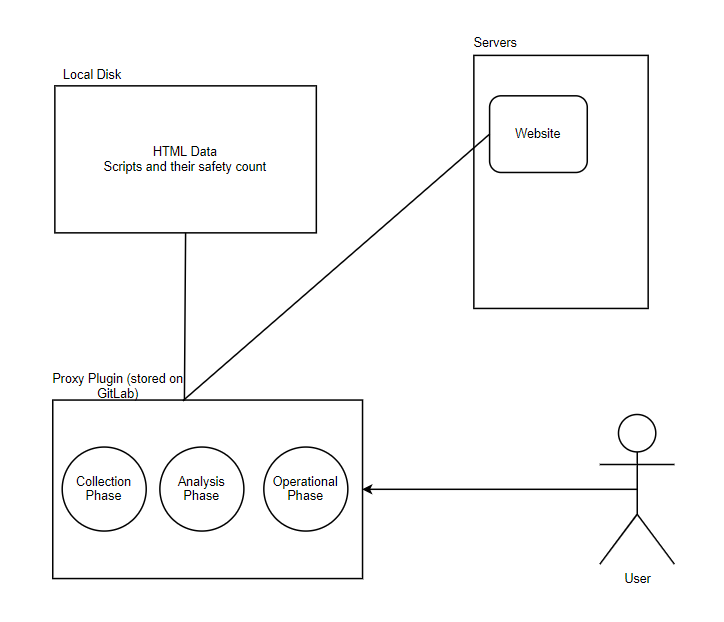 Servers
Local Disk
HTML Data
Scripts and their safety count
Website
Proxy Plugin (stored on
GitLab)
Collection
Phase
Analysis
Phase
Operational
Phase
User